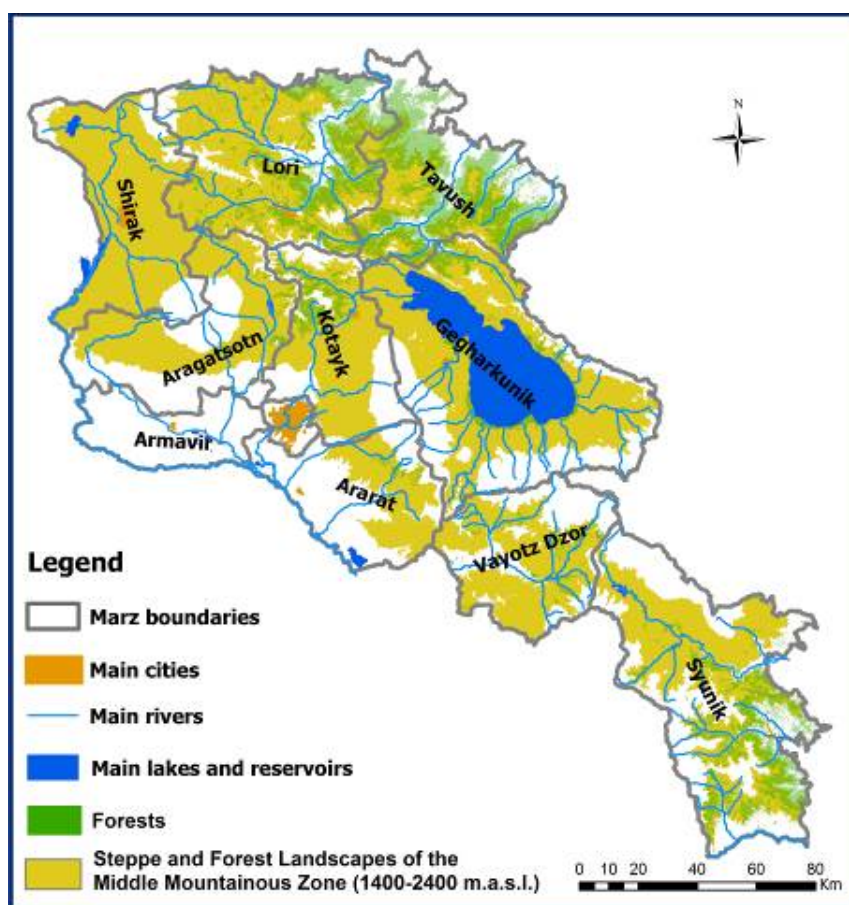 N
Lori
Tavush
Shirak
Kotayk
Gegharkunik
Aragatsotn
Armavir
Ararat
Vayotz Dzor
Syunik
Legend
Marz boundaries
Main cities
Main rivers
Main lakes and reservoirs
Forests
Steppe and Forest Landscapes of the
Middle Mountainous Zone (1400-2400 m.a.s.l.)
0 10 20 40 60 80
Km